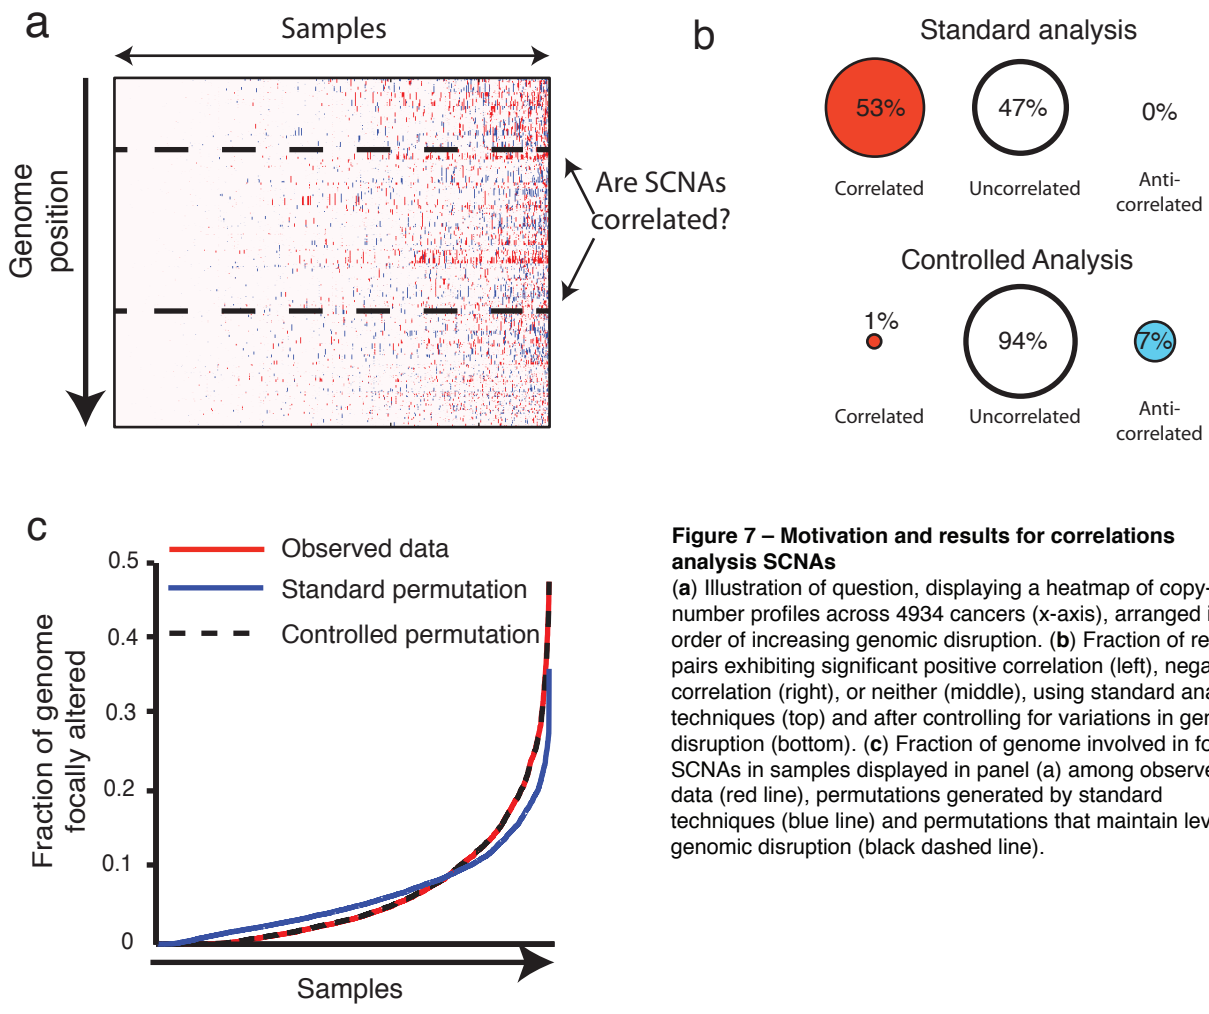 a
Samples
Genome
position
Are SCNAs
correlated?
b
Standard analysis
53%
47%
0%
Correlated
Uncorrelated
Anti-
correlated
Controlled Analysis
1%
94%
7%
Correlated
Uncorrelated
Anti-
correlated
c
Observed data
Standard permutation
Controlled permutation
Fraction of genome
focally altered
0.5
0.4
0.3
0.2
0.1
0
Samples
Figure 7 – Motivation and results for correlations
analysis SCNAs
(a) Illustration of question, displaying a heatmap of copy-
number profiles across 4934 cancers (x-axis), arranged
order of increasing genomic disruption. (b) Fraction of
pairs exhibiting significant positive correlation (left),
correlation (right), or neither (middle), using standard
techniques (top) and after controlling for variations in
disruption (bottom). (c) Fraction of genome involved in
SCNAs in samples displayed in panel (a) among
data (red line), permutations generated by standard
techniques (blue line) and permutations that maintain
genomic disruption (black dashed line).